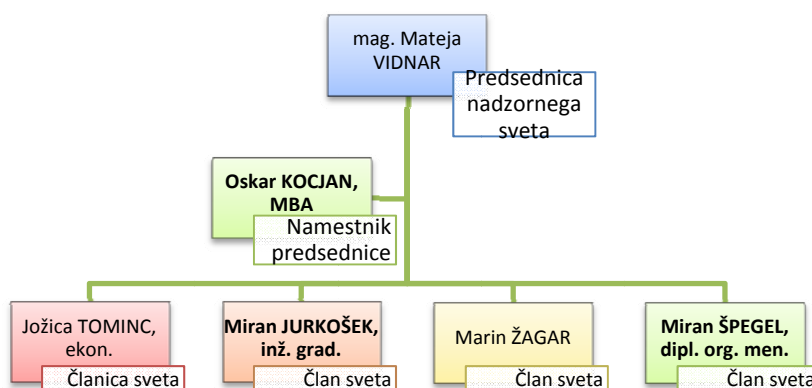 mag. Mateja
VIDNAR
Predsednica
nadzornega
sveta
Oskar KOCJAN,
MBA
Namestnik
predsednice
Jožica TOMINC,
ekon.
Članica sveta
Miran JURKOŠEK,
inž. grad.
Član sveta
Marin ŽAGAR
Član sveta
Miran ŠPEGEL,
dipl. org. men.
Član sveta